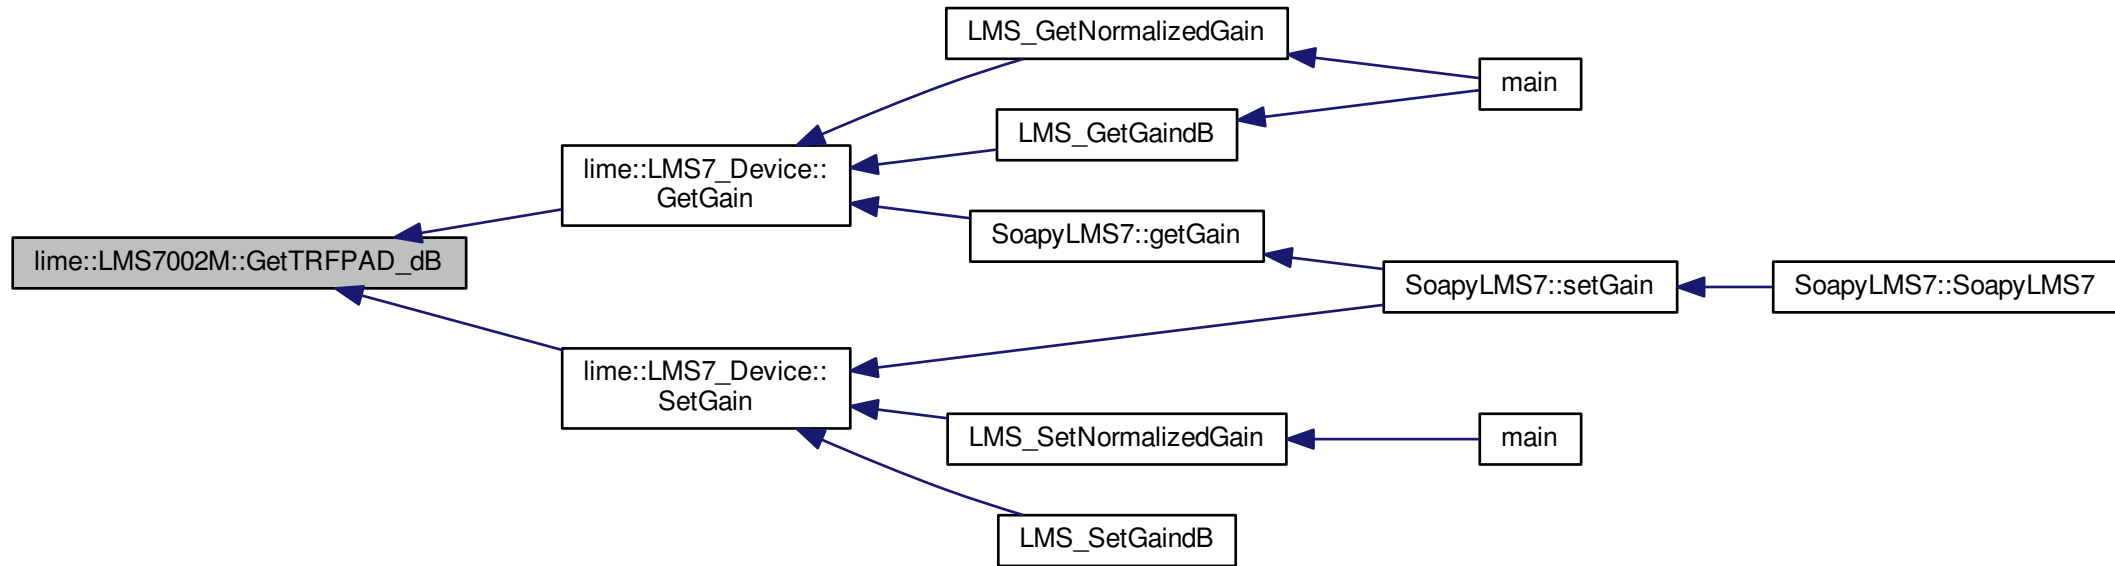 LMS_GetNormalizedGain
main
LMS_GetGaindB
lime::LMS7_Device::
GetGain
SoapyLMS7::getGain
lime::LMS7002M::GetTRFPAD_dB
SoapyLMS7::setGain
SoapyLMS7::SoapyLMS7
lime::LMS7_Device::
SetGain
LMS_SetNormalizedGain
main
LMS_SetGaindB